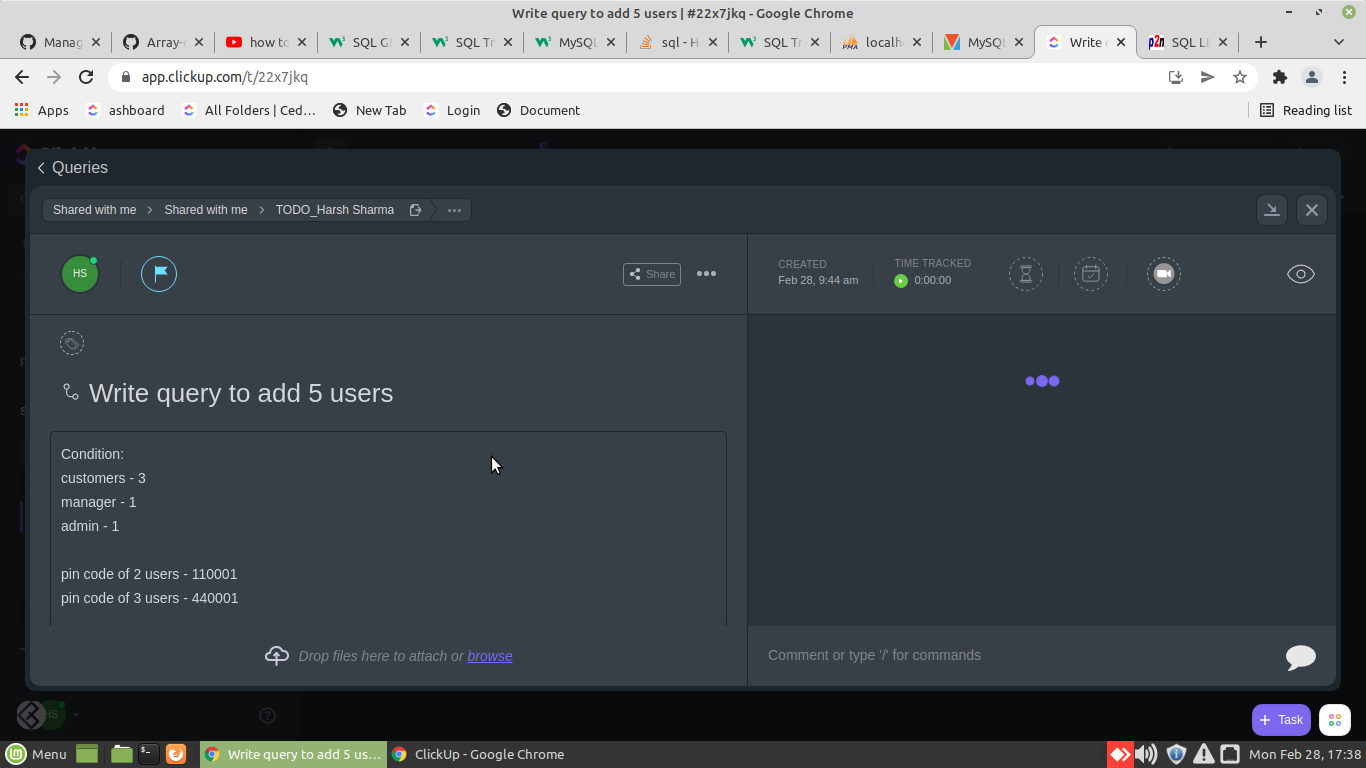 Write query to add 5 users | #22x7jkq - Google Chrome
Manag
Array-
how to
SQL
SQL Tr
MySQL
sql - H
SQL Tr
localh
MySQL
Write
SQL
app.clickup.com/t/22x7jkq
Apps
ashboard
All Folders | Ced…
New Tab
Login
Document
Reading list
Queries
Shared with me
Shared with me
TODO_Harsh Sharma
HS
Share
CREATED
Feb 28, 9:44 am
TIME TRACKED
0:00:00
Write query to add 5 users
Condition:
customers - 3
manager - 1
admin - 1
pin code of 2 users - 110001
pin code of 3 users - 440001
Drop files here to attach or browse
Comment or type '/' for commands
HS
+ Task
Menu
Write query to add 5 us…
ClickUp - Google Chrome
Mon Feb 28, 17:38